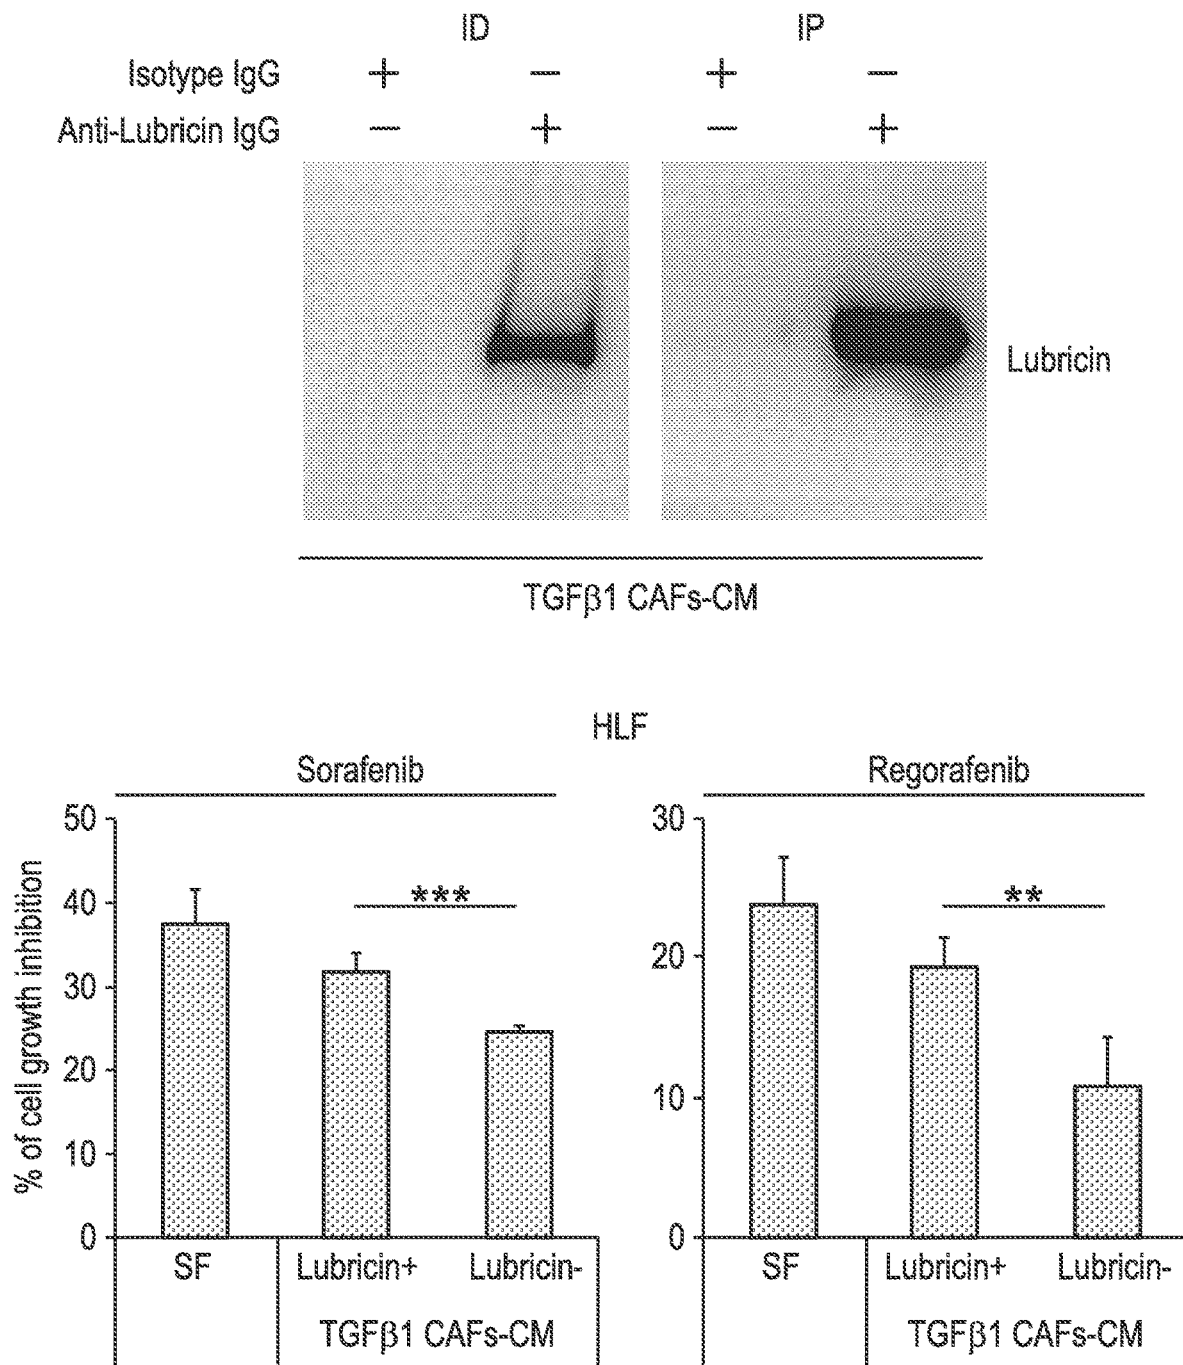 ID IP
Isotype IgG + − + −
Anti-Lubricin IgG − + − +
Lubricin
TGFβ1 CAFs-CM
HLF
Sorafenib
% of cell growth inhibition
50
40
30
20
10
0
***
SF Lubricin+ Lubricin-
TGFβ1 CAFs-CM
Regorafenib
30
20
10
0
**
SF Lubricin+ Lubricin-
TGFβ1 CAFs-CM